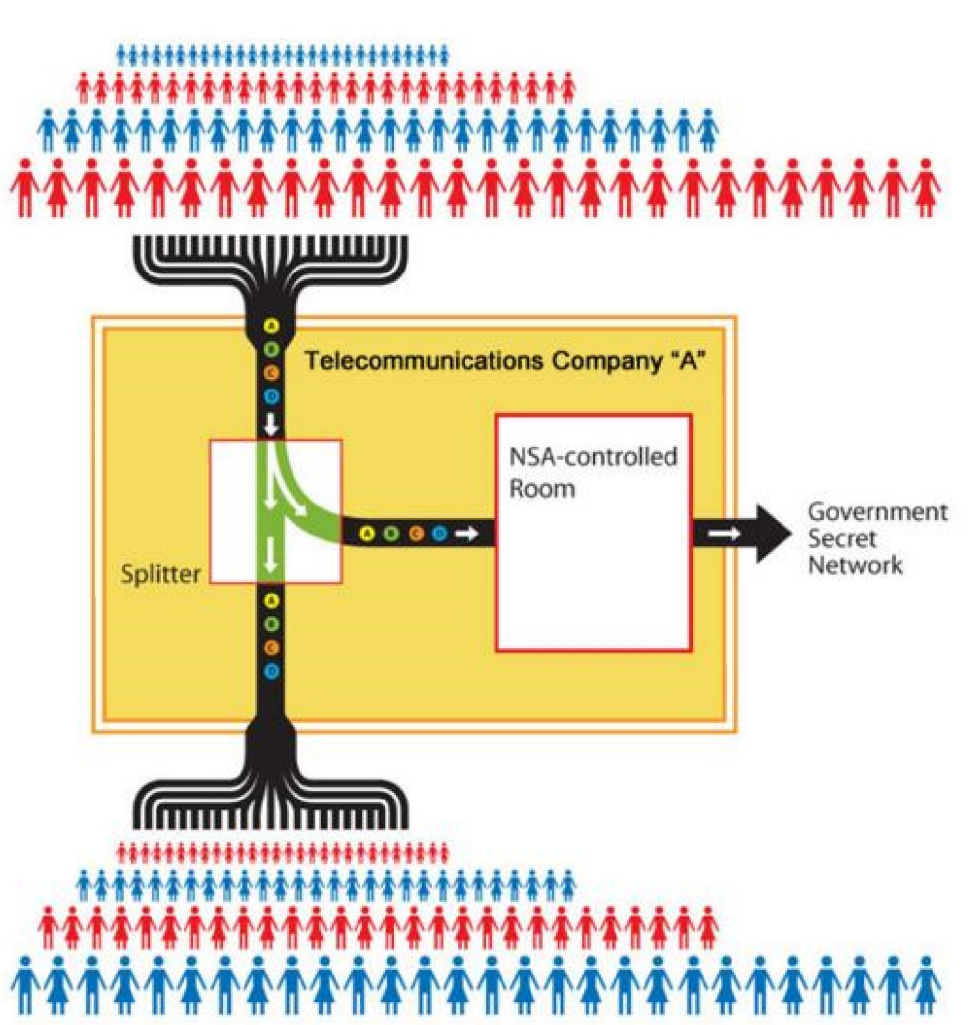 A
B
C
D
Telecommunications Company “A”
NSA-controlled
Room
A B C D
Government
Secret
Network
Splitter
A
B
C
D